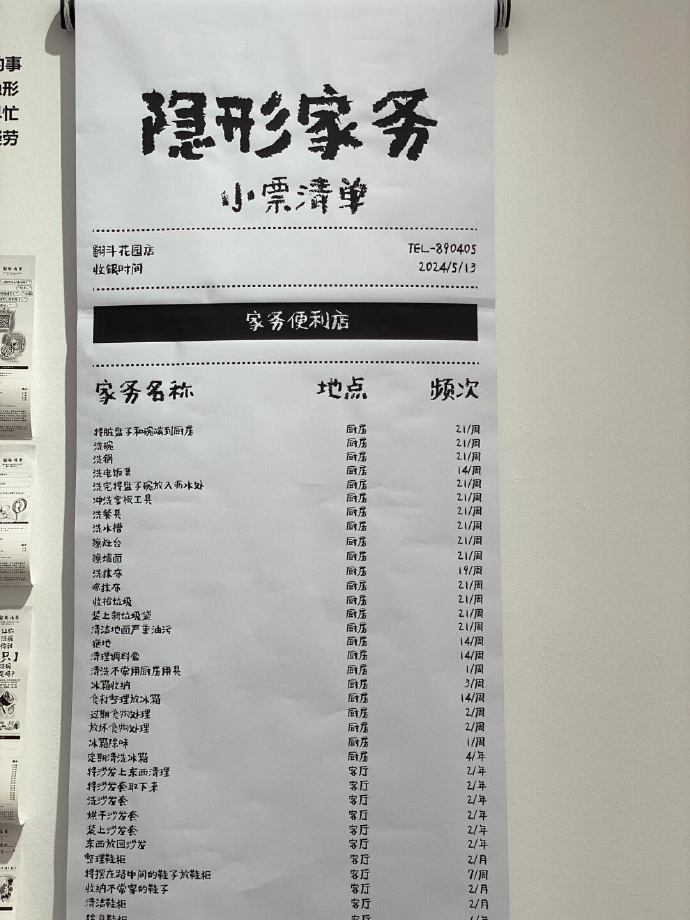 隐形家务
小票清单
翻斗花园店 TEL-890405
收银时间 2024/5/13
家务便利店
家务名称 地点 频次
将脏盘子和碗端到厨房 厨房 21/周
洗碗 厨房 21/周
洗锅 厨房 21/周
洗电饭煲 厨房 14/周
洗完将盘子碗放入沥水处 厨房 21/周
冲洗案板工具 厨房 21/周
洗餐具 厨房 21/周
洗水槽 厨房 21/周
擦灶台 厨房 21/周
擦墙面 厨房 21/周
洗抹布 厨房 19/周
晾抹布 厨房 21/周
收拾垃圾 厨房 21/周
装上新垃圾袋 厨房 21/周
清洁地面严重油污 厨房 21/周
拖地 厨房 14/周
清理调料盒 厨房 14/周
清洗不常用厨房用具 厨房 1/周
冰箱收纳 厨房 3/周
食材整理放冰箱 厨房 14/周
过期食物处理 厨房 2/周
放坏食物处理 厨房 2/周
冰箱除味 厨房 1/周
定期清洗冰箱 厨房 4/年
将沙发上东西清理 客厅 2/年
将沙发套取下来 客厅 2/年
洗沙发套 客厅 2/年
烘干沙发套 客厅 2/年
装上沙发套 客厅 2/年
东西放回沙发 客厅 2/年
整理鞋柜 客厅 2/月
将摆在路中间的鞋子放鞋柜 客厅 7/周
收纳不常穿的鞋子 客厅 2/月
清洁鞋柜 客厅 2/月
的事
形
忙
劳